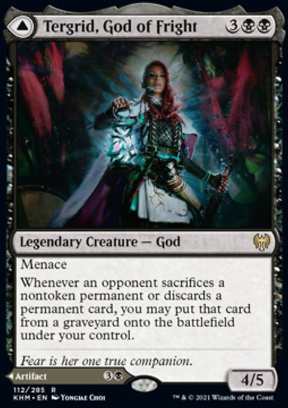 Tergrid, God of Fright 3
Legendary Creature — God
Menace
Whenever an opponent sacrifices a
nontoken permanent or discards a
permanent card, you may put that card
from a graveyard onto the battlefield
under your control.
Fear is her one true companion.
Artifact 3
4/5
112/285 R
KHM • EN Yongjae Choi
™ & © 2021 Wizards of the Coast